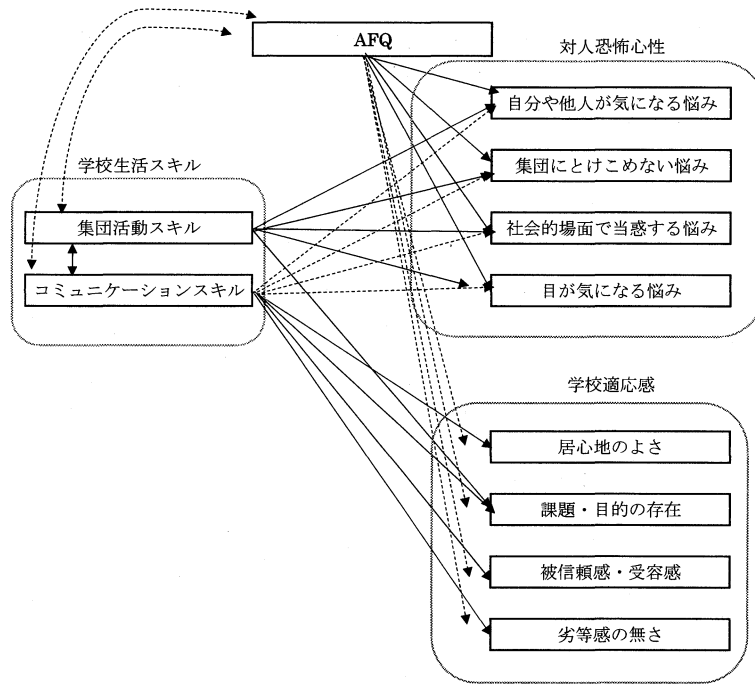 AFQ
対人恐怖心性
自分や他人が気になる悩み
集団にとけこめない悩み
社会的場面で当惑する悩み
目が気になる悩み
学校生活スキル
集団活動スキル
コミュニケーションスキル
学校適応感
居心地のよさ
課題・目的の存在
被信頼感・受容感
劣等感の無さ